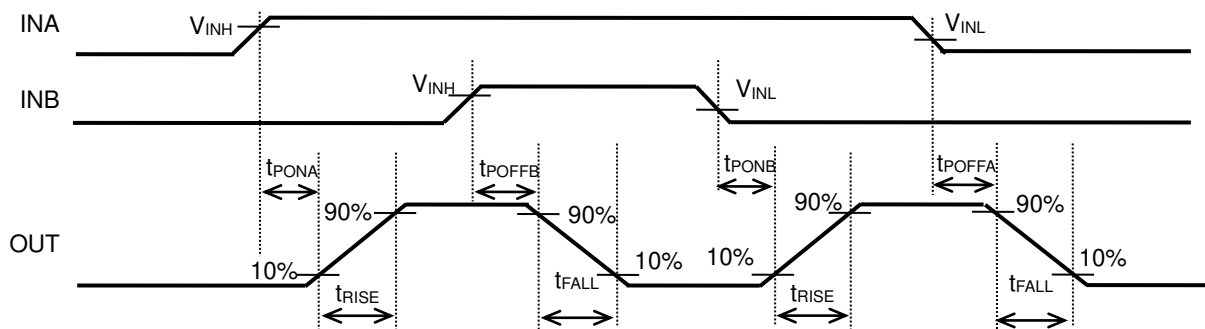 INA
V_INH
V_INL
INB
V_INH
V_INL
t_PONA
t_POFFB
t_PONB
t_POFFA
OUT
90%
90%
90%
90%
10%
10%
10%
10%
t_RISE
t_FALL
t_RISE
t_FALL